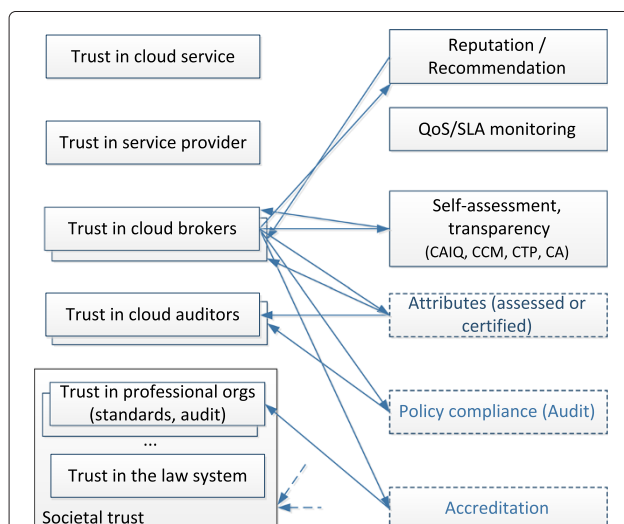 Trust in cloud service
Trust in service provider
Trust in cloud brokers
Trust in cloud auditors
Trust in professional orgs
(standards, audit)
...
Trust in the law system
Societal trust
Reputation /
Recommendation
QoS/SLA monitoring
Self-assessment,
transparency
(CAIQ, CCM, CTP, CA)
Attributes (assessed or
certified)
Policy compliance (Audit)
Accreditation